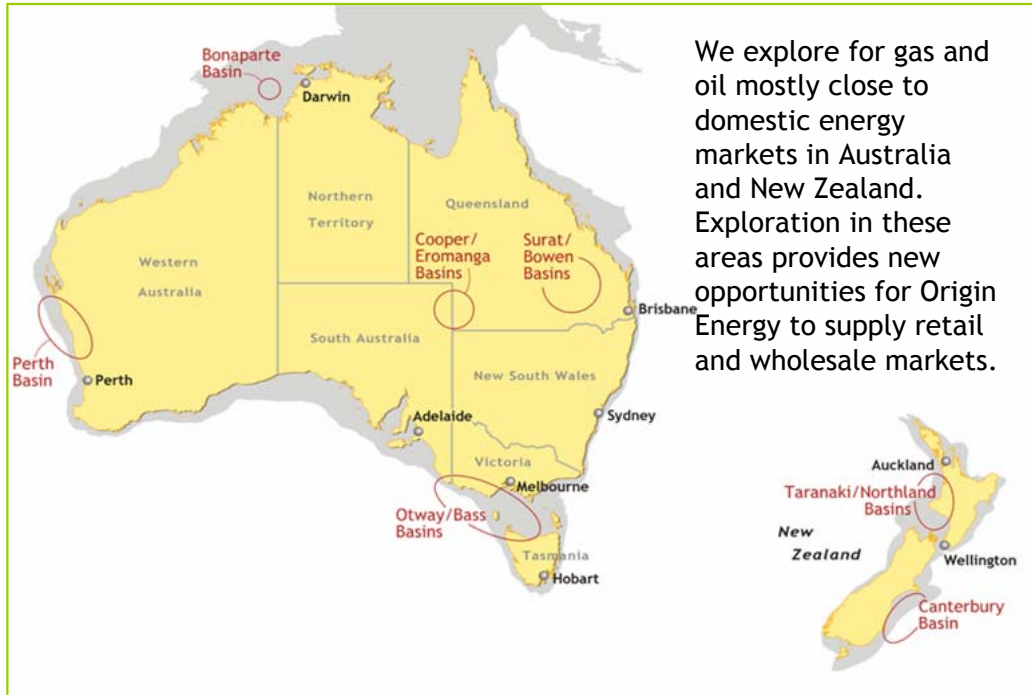 We explore for gas and
oil mostly close to
domestic energy
markets in Australia
and New Zealand.
Exploration in these
areas provides new
opportunities for Origin
Energy to supply retail
and wholesale markets.
Bonaparte
Basin
Darwin
Northern
Territory
Queensland
Cooper/
Eromanga
Basins
Surat/
Bowen
Basins
Western
Australia
Brisbane
South Australia
Perth
Basin
Perth
New South Wales
Adelaide
Sydney
Victoria
Melbourne
Otway/Bass
Basins
Tasmania
Hobart
Auckland
Taranaki/Northland
Basins
New
Zealand
Wellington
Canterbury
Basin